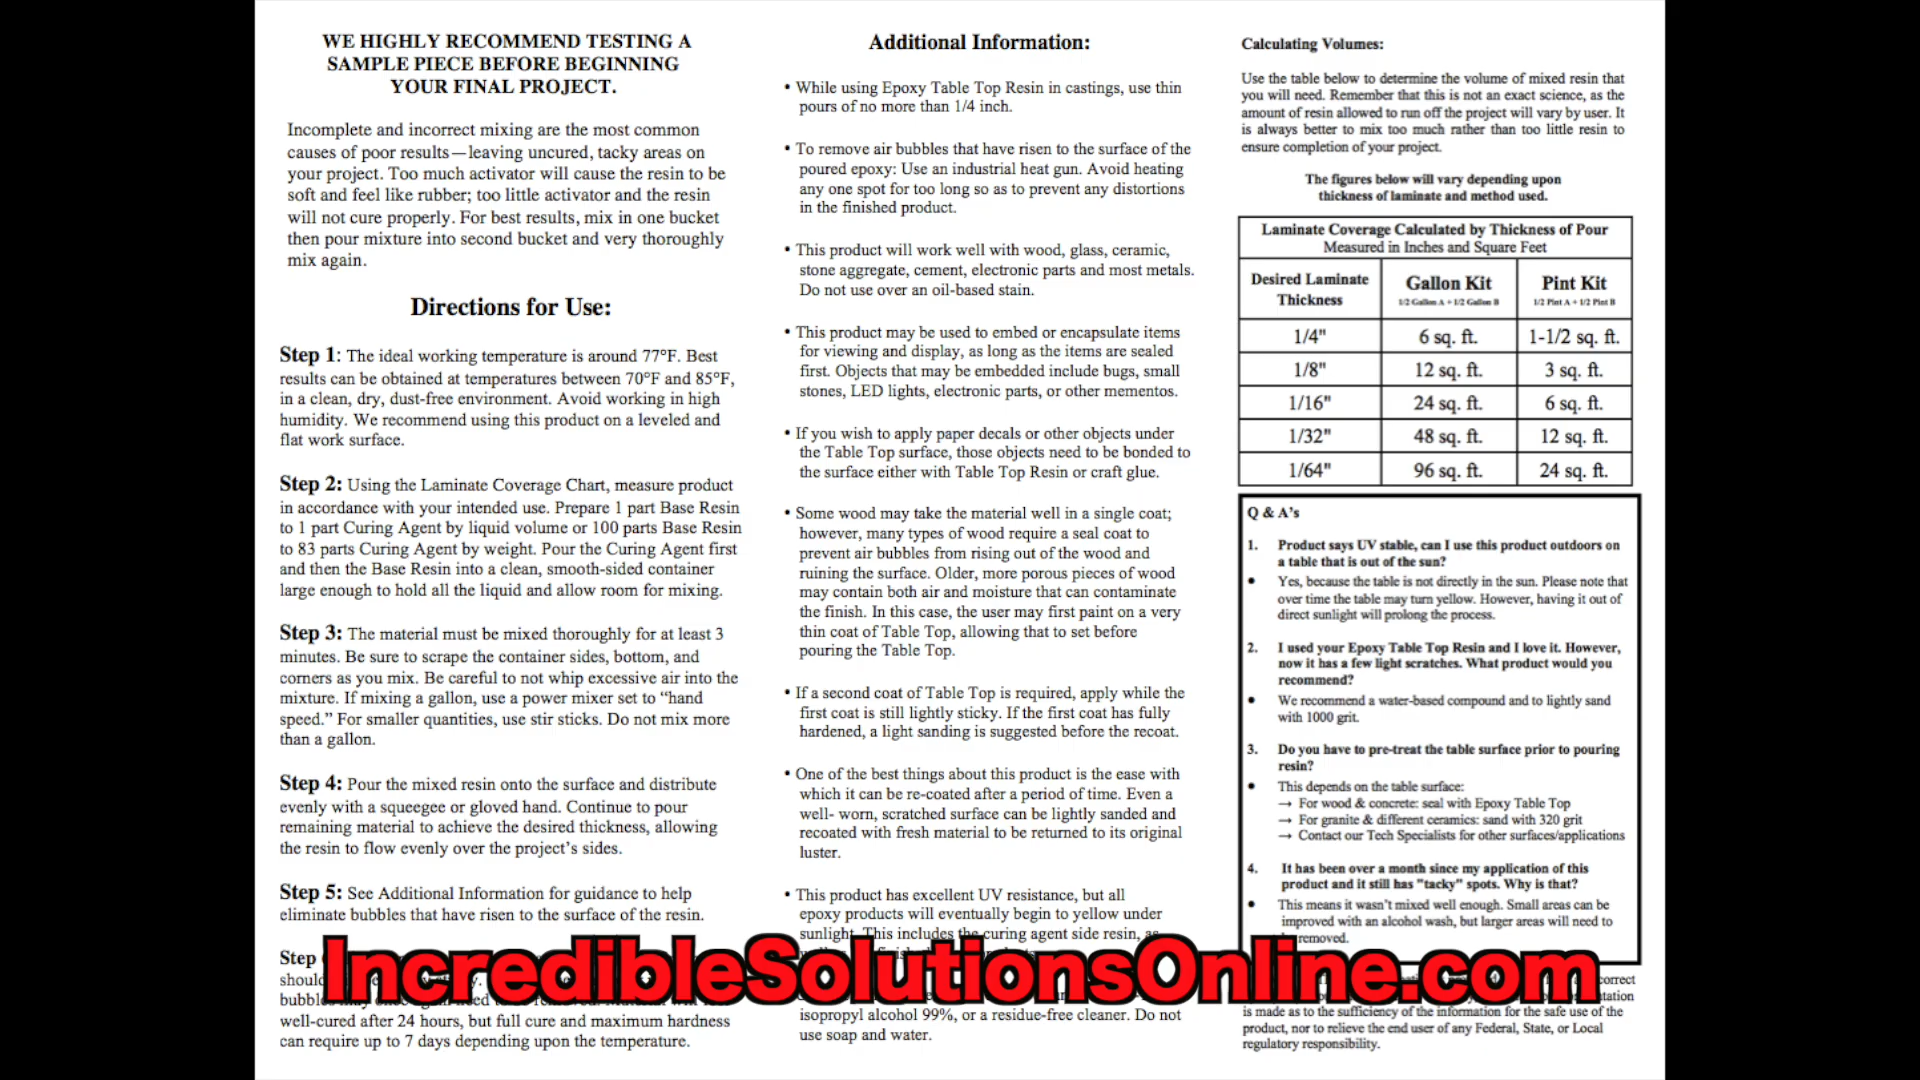 WE HIGHLY RECOMMEND TESTING A
SAMPLE PIECE BEFORE BEGINNING
YOUR FINAL PROJECT.
Incomplete and incorrect mixing are the most common
causes of poor results—leaving uncured, tacky areas on
your project. Too much activator will cause the resin to be
soft and feel like rubber; too little activator and the resin
will not cure properly. For best results, mix in one bucket
then pour mixture into second bucket and very thoroughly
mix again.
Directions for Use:
Step 1: The ideal working temperature is around 77°F. Best
results can be obtained at temperatures between 70°F and 85°F,
in a clean, dry, dust-free environment. Avoid working in high
humidity. We recommend using this product on a leveled and
flat work surface.
Step 2: Using the Laminate Coverage Chart, measure product
in accordance with your intended use. Prepare 1 part Base Resin
to 1 part Curing Agent by liquid volume or 100 parts Base Resin
to 83 parts Curing Agent by weight. Pour the Curing Agent first
and then the Base Resin into a clean, smooth-sided container
large enough to hold all the liquid and allow room for mixing.
Step 3: The material must be mixed thoroughly for at least 3
minutes. Be sure to scrape the container sides, bottom, and
corners as you mix. Be careful to not whip excessive air into the
mixture. If mixing a gallon, use a power mixer set to “hand
speed.” For smaller quantities, use stir sticks. Do not mix more
than a gallon.
Step 4: Pour the mixed resin onto the surface and distribute
evenly with a squeegee or gloved hand. Continue to pour
remaining material to achieve the desired thickness, allowing
the resin to flow evenly over the project’s sides.
Step 5: See Additional Information for guidance to help
eliminate bubbles that have risen to the surface of the resin.
Step
should
bubbles
well-cured after 24 hours, but full cure and maximum hardness
can require up to 7 days depending upon the temperature.
Additional Information:
• While using Epoxy Table Top Resin in castings, use thin
pours of no more than 1/4 inch.
• To remove air bubbles that have risen to the surface of the
poured epoxy: Use an industrial heat gun. Avoid heating
any one spot for too long so as to prevent any distortions
in the finished product.
• This product will work well with wood, glass, ceramic,
stone aggregate, cement, electronic parts and most metals.
Do not use over an oil-based stain.
• This product may be used to embed or encapsulate items
for viewing and display, as long as the items are sealed
first. Objects that may be embedded include bugs, small
stones, LED lights, electronic parts, or other mementos.
• If you wish to apply paper decals or other objects under
the Table Top surface, those objects need to be bonded to
the surface either with Table Top Resin or craft glue.
• Some wood may take the material well in a single coat;
however, many types of wood require a seal coat to
prevent air bubbles from rising out of the wood and
ruining the surface. Older, more porous pieces of wood
may contain both air and moisture that can contaminate
the finish. In this case, the user may first paint on a very
thin coat of Table Top, allowing that to set before
pouring the Table Top.
• If a second coat of Table Top is required, apply while the
first coat is still lightly sticky. If the first coat has fully
hardened, a light sanding is suggested before the recoat.
• One of the best things about this product is the ease with
which it can be re-coated after a period of time. Even a
well- worn, scratched surface can be lightly sanded and
recoated with fresh material to be returned to its original
luster.
• This product has excellent UV resistance, but all
epoxy products will eventually begin to yellow under
sunlight. This includes the curing agent side resin, as
isopropyl alcohol 99%, or a residue-free cleaner. Do not
use soap and water.
Calculating Volumes:
Use the table below to determine the volume of mixed resin that
you will need. Remember that this is not an exact science, as the
amount of resin allowed to run off the project will vary by user. It
is always better to mix too much rather than too little resin to
ensure completion of your project.
The figures below will vary depending upon
thickness of laminate and method used.
Laminate Coverage Calculated by Thickness of Pour
Measured in Inches and Square Feet
Desired Laminate Thickness Gallon Kit 1/2 Gallon A + 1/2 Gallon B Pint Kit 1/2 Pint A + 1/2 Pint B
1/4" 6 sq. ft. 1-1/2 sq. ft.
1/8" 12 sq. ft. 3 sq. ft.
1/16" 24 sq. ft. 6 sq. ft.
1/32" 48 sq. ft. 12 sq. ft.
1/64" 96 sq. ft. 24 sq. ft.
Q & A's
1. Product says UV stable, can I use this product outdoors on
a table that is out of the sun?
• Yes, because the table is not directly in the sun. Please note that
over time the table may turn yellow. However, having it out of
direct sunlight will prolong the process.
2. I used your Epoxy Table Top Resin and I love it. However,
now it has a few light scratches. What product would you
recommend?
• We recommend a water-based compound and to lightly sand
with 1000 grit.
3. Do you have to pre-treat the table surface prior to pouring
resin?
• This depends on the table surface:
→ For wood & concrete: seal with Epoxy Table Top
→ For granite & different ceramics: sand with 320 grit
→ Contact our Tech Specialists for other surfaces/applications
4. It has been over a month since my application of this
product and it still has "tacky" spots. Why is that?
• This means it wasn't mixed well enough. Small areas can be
improved with an alcohol wash, but larger areas will need to
removed.
is made as to the sufficiency of the information for the safe use of the
product, nor to relieve the end user of any Federal, State, or Local
regulatory responsibility.
IncredibleSolutionsOnline.com